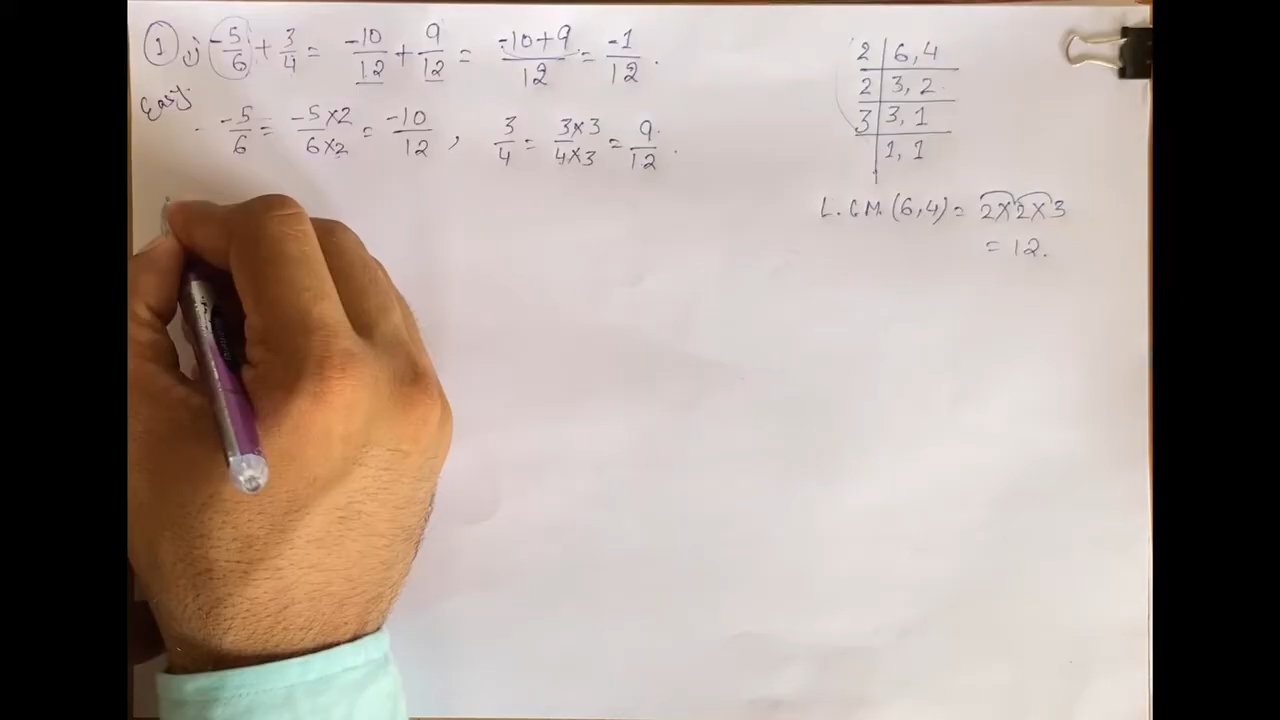 ① i) -5/6 + 3/4 = -10/12 + 9/12 = -10+9/12 = -1/12 .
Easy
-5/6 = -5×2/6×2 = -10/12 , 3/4 = 3×3/4×3 = 9/12 .
2 | 6, 4
2 | 3, 2
3 | 3, 1
1, 1
L.C.M. (6,4) = 2×2×3
= 12.